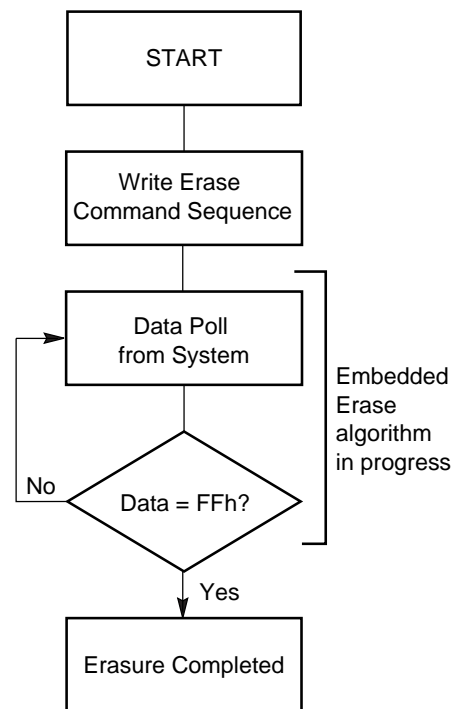 START
Write Erase
Command Sequence
Data Poll
from System
Embedded
Erase
algorithm
in progress
No
Data = FFh?
Yes
Erasure Completed